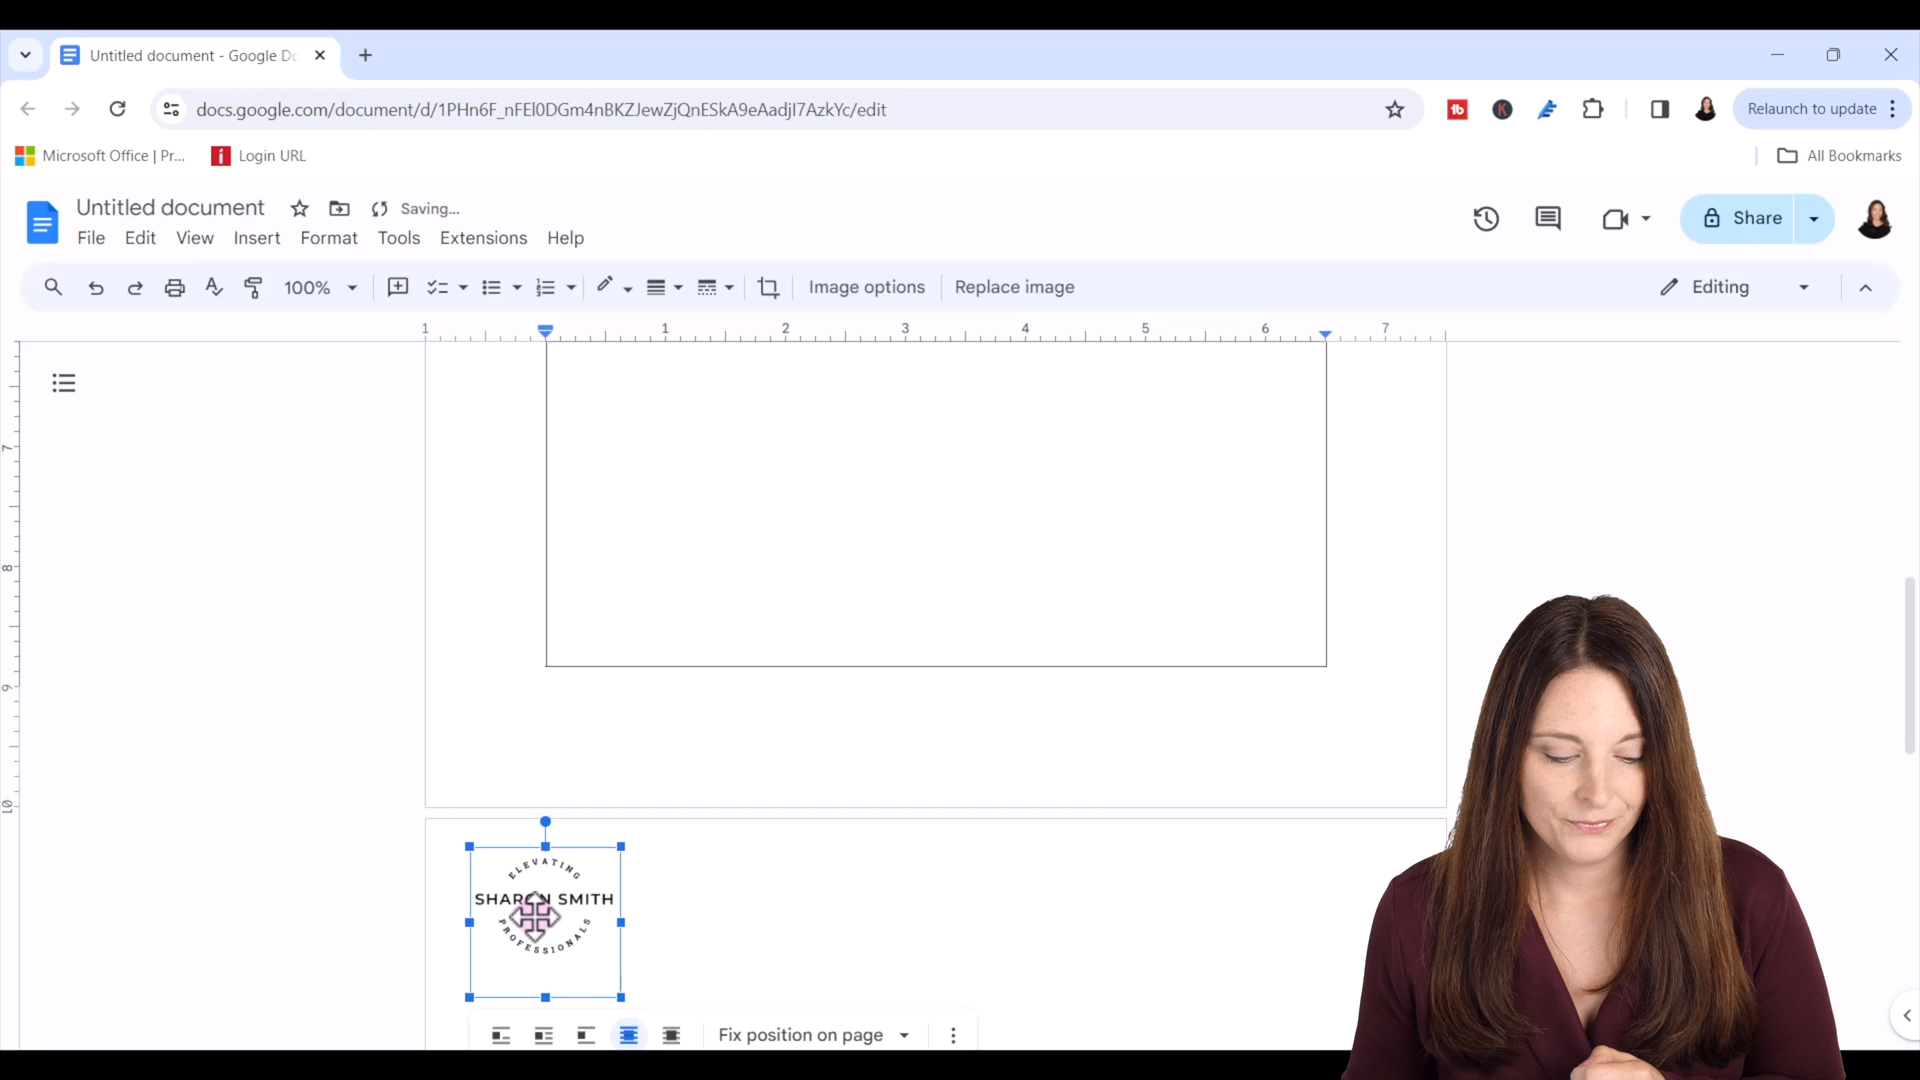 Untitled document - Google Do
docs.google.com/document/d/1PHn6F_nFEl0DGm4nBKZJewZjQnESkA9eAadjI7AzkYc/edit
Relaunch to update
Microsoft Office | Pr...
Login URL
All Bookmarks
Untitled document
Saving...
Share
File Edit View Insert Format Tools Extensions Help
100%
Image options
Replace image
Editing
1 1 2 3 4 5 6 7
7
8
9
10
ELEVATING
SHARON SMITH
PROFESSIONALS
Fix position on page